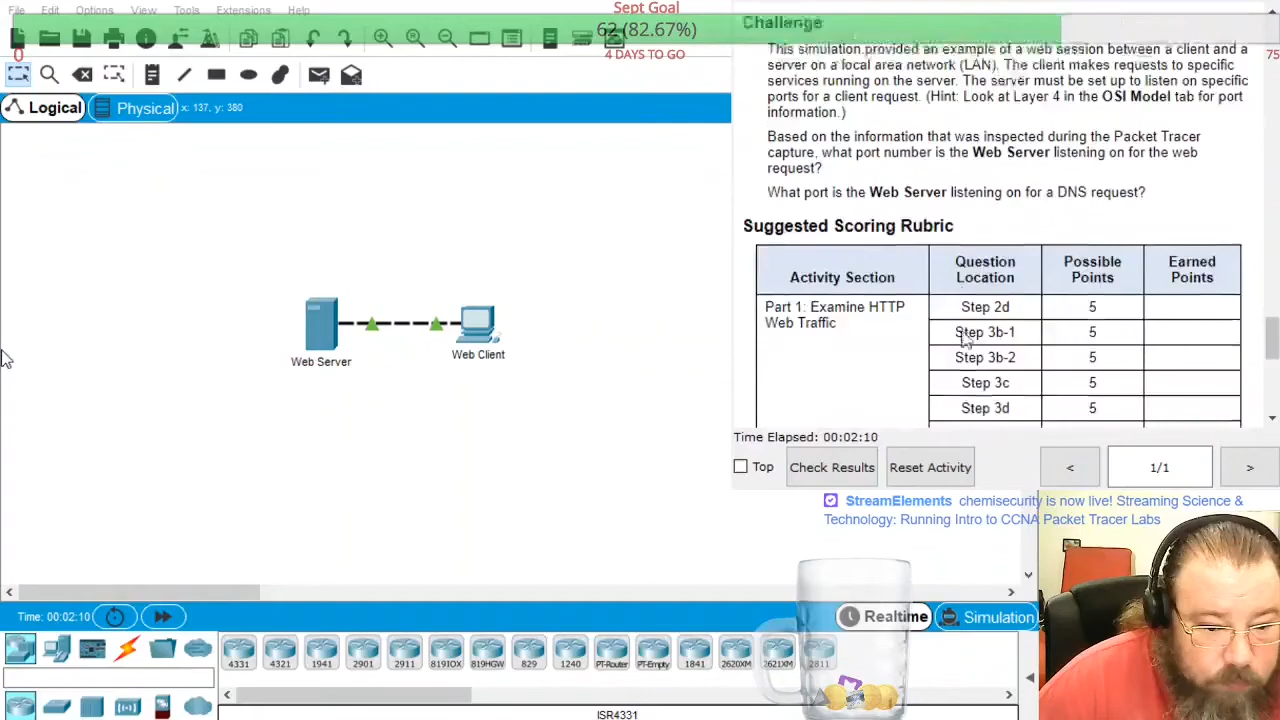 File Edit Options View Tools Extensions Help
Sept Goal
62 (82.67%)
4 DAYS TO GO
0
75
Logical
Physical
x: 137, y: 380
Web Server
Web Client
Challenge
This simulation provided an example of a web session between a client and a
server on a local area network (LAN). The client makes requests to specific
services running on the server. The server must be set up to listen on specific
ports for a client request. (Hint: Look at Layer 4 in the OSI Model tab for port
information.)
Based on the information that was inspected during the Packet Tracer
capture, what port number is the Web Server listening on for the web
request?
What port is the Web Server listening on for a DNS request?
Suggested Scoring Rubric
Activity Section
Question Location
Possible Points
Earned Points
Part 1: Examine HTTP
Web Traffic
Step 2d 5
Step 3b-1 5
Step 3b-2 5
Step 3c 5
Step 3d 5
Time Elapsed: 00:02:10
Top
Check Results
Reset Activity
<
1/1
>
StreamElements chemisecurity is now live! Streaming Science &
Technology: Running Intro to CCNA Packet Tracer Labs
Time: 00:02:10
Realtime
Simulation
4331 4321 1941 2901 2911 819IOX 819HGW 829 1240 PT-Router PT-Empty 1841 2620XM 2621XM 2811
ISR4331